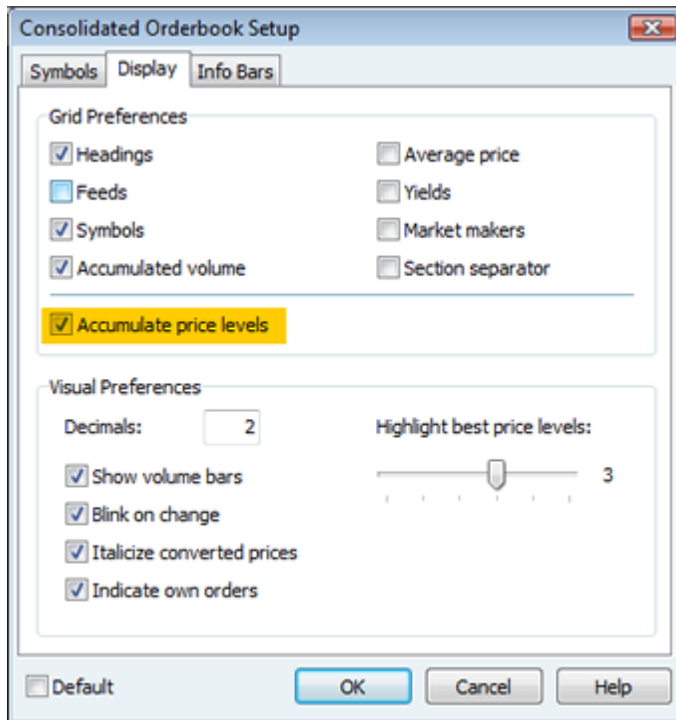 Consolidated Orderbook Setup
Symbols Display Info Bars
Grid Preferences
Headings Average price
Feeds Yields
Symbols Market makers
Accumulated volume Section separator
Accumulate price levels
Visual Preferences
Decimals: 2 Highlight best price levels:
Show volume bars 3
Blink on change
Italicize converted prices
Indicate own orders
Default OK Cancel Help